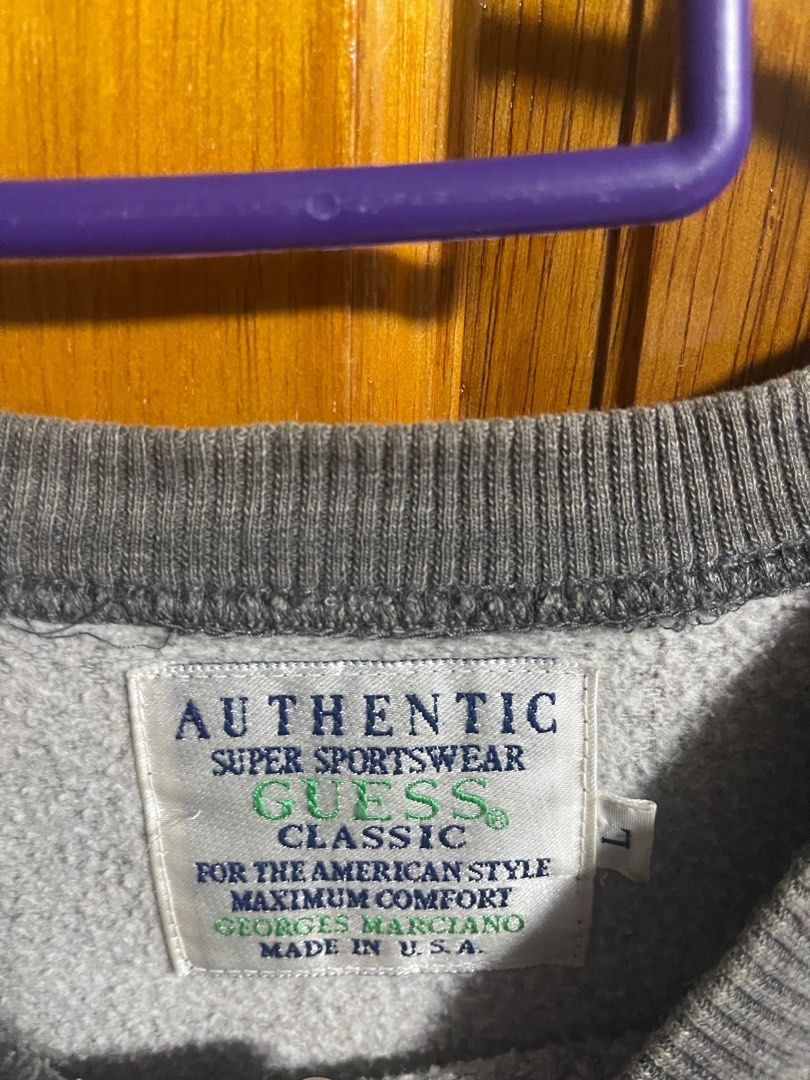 AUTHENTIC
SUPER SPORTSWEAR
GUESS®
CLASSIC
FOR THE AMERICAN STYLE
MAXIMUM COMFORT
GEORGES MARCIANO
MADE IN U.S.A.
L